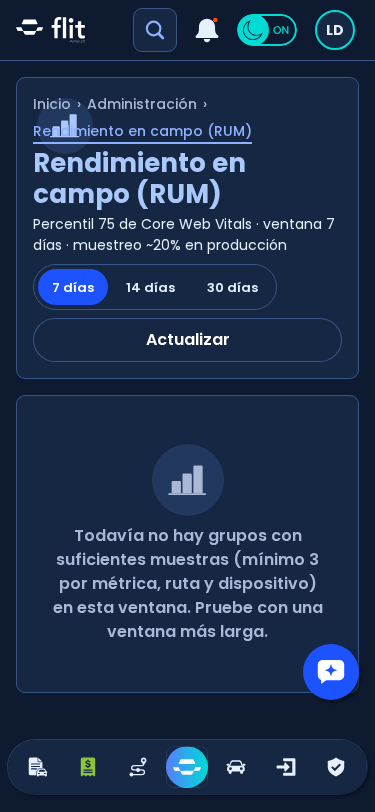 flit
ON
LD
Inicio › Administración ›
Rendimiento en campo (RUM)
Rendimiento en
campo (RUM)
Percentil 75 de Core Web Vitals · ventana 7
días · muestreo ~20% en producción
7 días 14 días 30 días
Actualizar
Todavía no hay grupos con
suficientes muestras (mínimo 3
por métrica, ruta y dispositivo)
en esta ventana. Pruebe con una
ventana más larga.